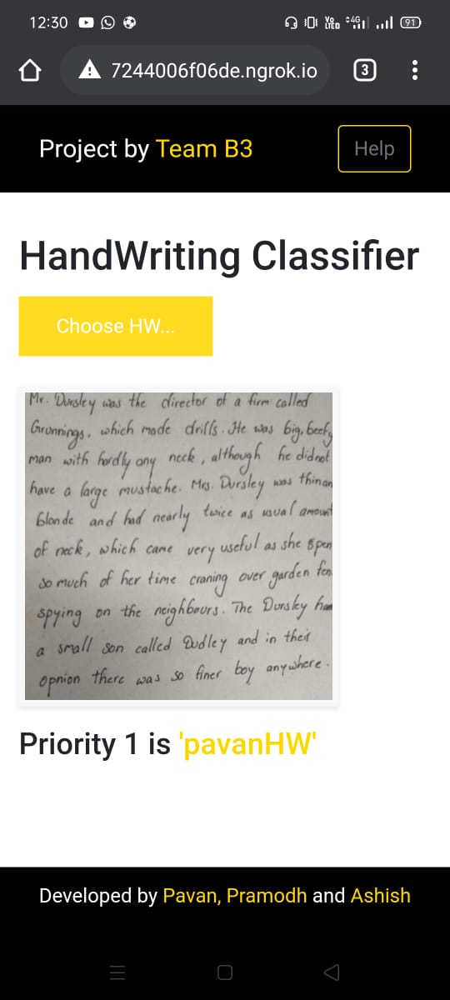 12:30
Vo
LTED
4G
91
7244006f06de.ngrok.io
3
Project by Team B3
Help
HandWriting Classifier
Choose HW...
Mr. Dursley was the director of a firm called
Grunnings, which made drills. He was big, beefy
man with hardly any neck, although he didnot
have a large mustache. Mrs. Dursley was thin an
blonde and had nearly twice as usual amount
of neck, which came very useful as she spen
so much of her time craning over garden fen
spying on the neighbours. The Dursley ha
a small son called Dudley and in their
opnion there was so finer boy anywhere.
Priority 1 is 'pavanHW'
Developed by Pavan, Pramodh and Ashish